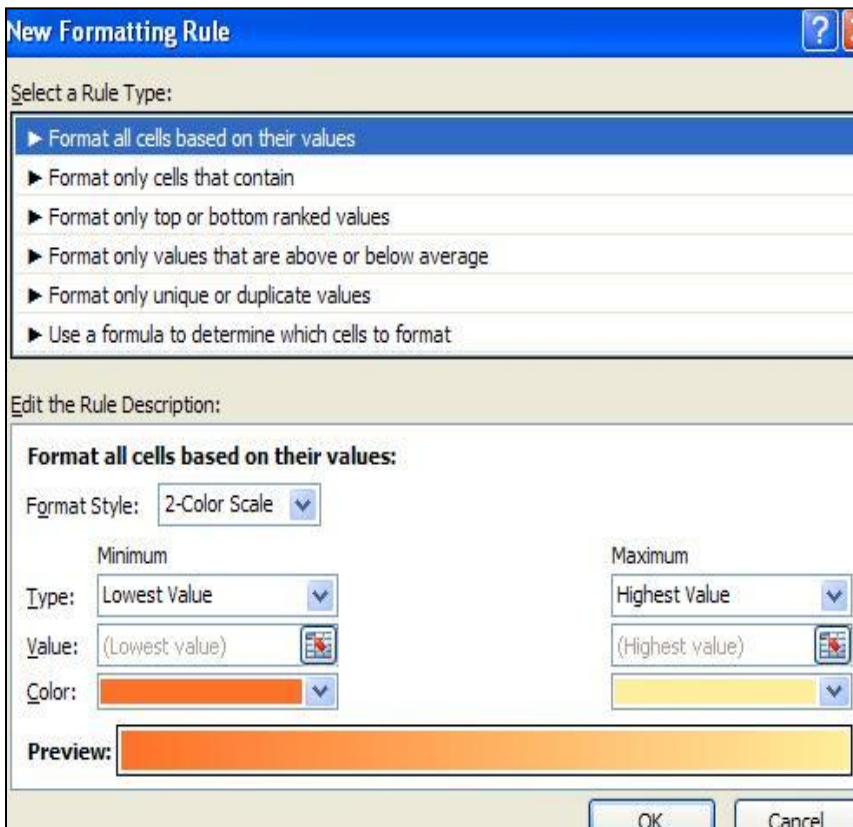 New Formatting Rule ?
Select a Rule Type:
► Format all cells based on their values
► Format only cells that contain
► Format only top or bottom ranked values
► Format only values that are above or below average
► Format only unique or duplicate values
► Use a formula to determine which cells to format
Edit the Rule Description:
Format all cells based on their values:
Format Style: 2-Color Scale
Minimum Maximum
Type: Lowest Value Highest Value
Value: (Lowest value) (Highest value)
Color:
Preview:
OK Cancel